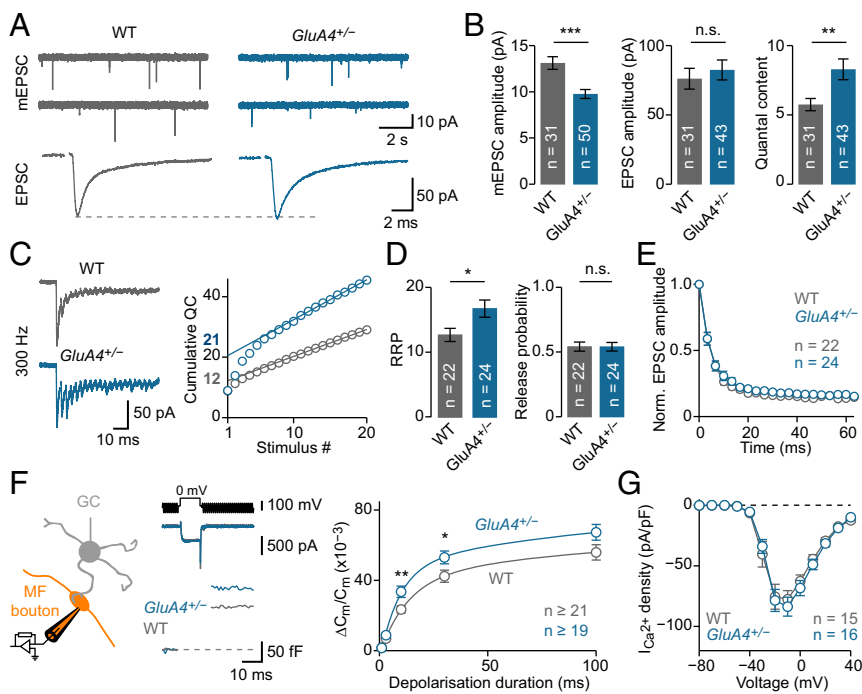 A
WT
GluA4+/−
mEPSC
10 pA
2 s
EPSC
50 pA
2 ms
B
mEPSC amplitude (pA)
15
10
5
0
***
n = 31
n = 50
WT
GluA4+/−
EPSC amplitude (pA)
100
50
0
n.s.
n = 31
n = 43
WT
GluA4+/−
Quantal content
10
5
0
**
n = 31
n = 43
WT
GluA4+/−
C
300 Hz
WT
GluA4+/−
50 pA
10 ms
Cumulative QC
40
21
20
12
0
1
10
20
Stimulus #
D
RRP
20
10
0
*
n = 22
n = 24
WT
GluA4+/−
Release probability
1.0
0.5
0.0
n.s.
n = 22
n = 24
WT
GluA4+/−
E
Norm. EPSC amplitude
1.0
0.5
0
WT
GluA4+/−
n = 22
n = 24
0
20
40
60
Time (ms)
F
GC
MF
bouton
0 mV
100 mV
500 pA
GluA4+/−
WT
50 fF
10 ms
ΔCm/Cm (x10−3)
80
40
0
**
*
GluA4+/−
WT
n ≥ 21
n ≥ 19
0
50
100
Depolarisation duration (ms)
G
ICa2+ density (pA/pF)
0
−50
−100
WT
GluA4+/−
n = 15
n = 16
−80
−40
0
40
Voltage (mV)